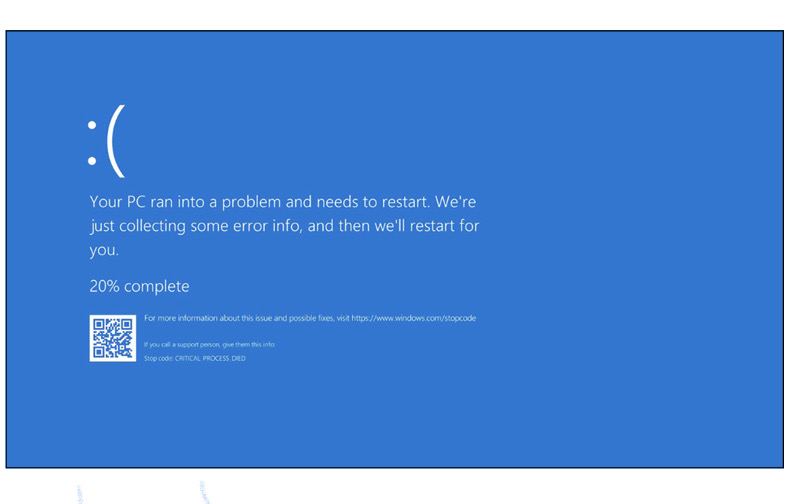 :(
Your PC ran into a problem and needs to restart. We're
just collecting some error info, and then we'll restart for
you.
20% complete
For more information about this issue and possible fixes, visit https://www.windows.com/stopcode
If you call a support person, give them this info:
Stop code: CRITICAL PROCESS DIED